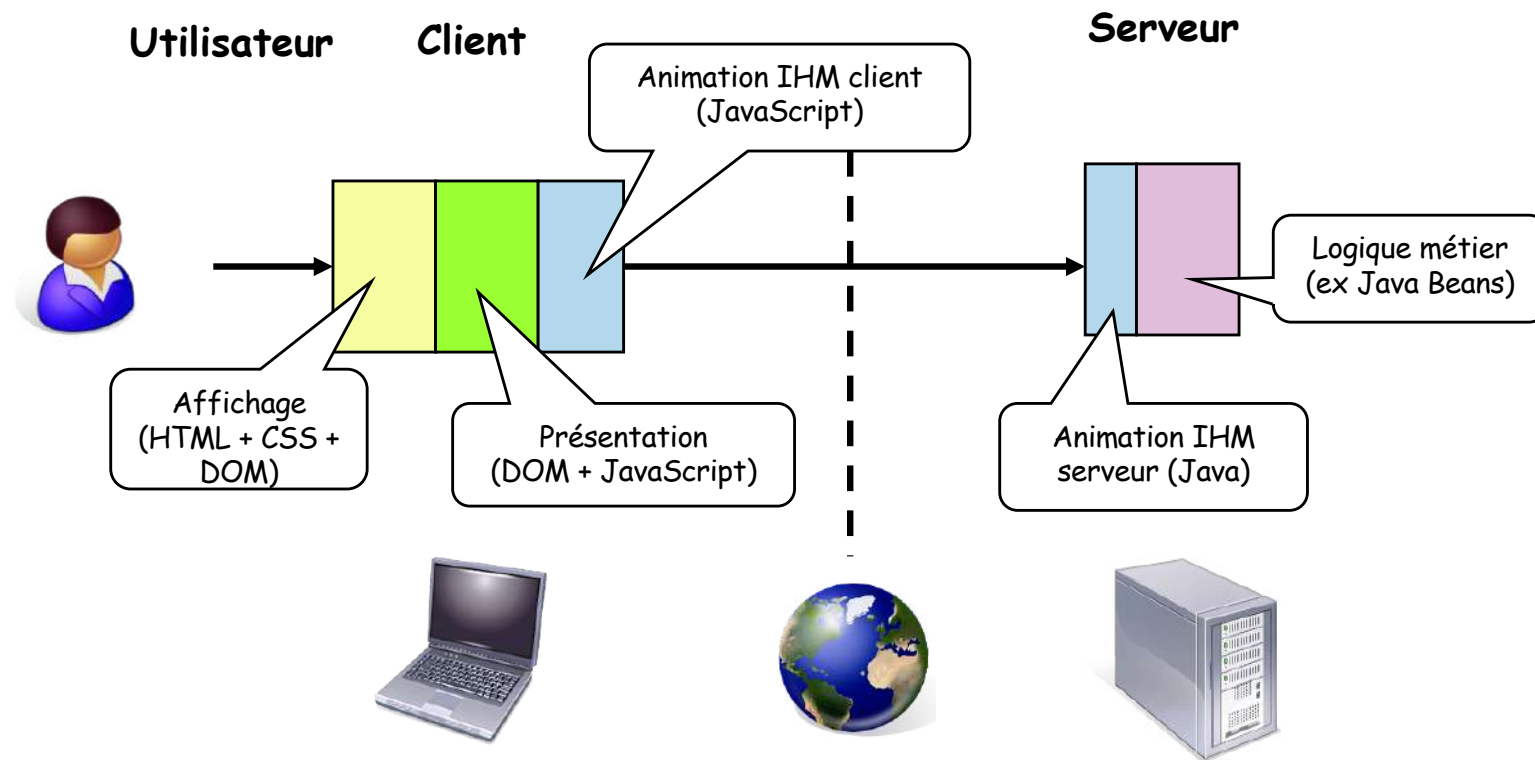 Utilisateur
Client
Serveur
Animation IHM client
(JavaScript)
Logique métier
(ex Java Beans)
Affichage
(HTML + CSS +
DOM)
Présentation
(DOM + JavaScript)
Animation IHM
serveur (Java)